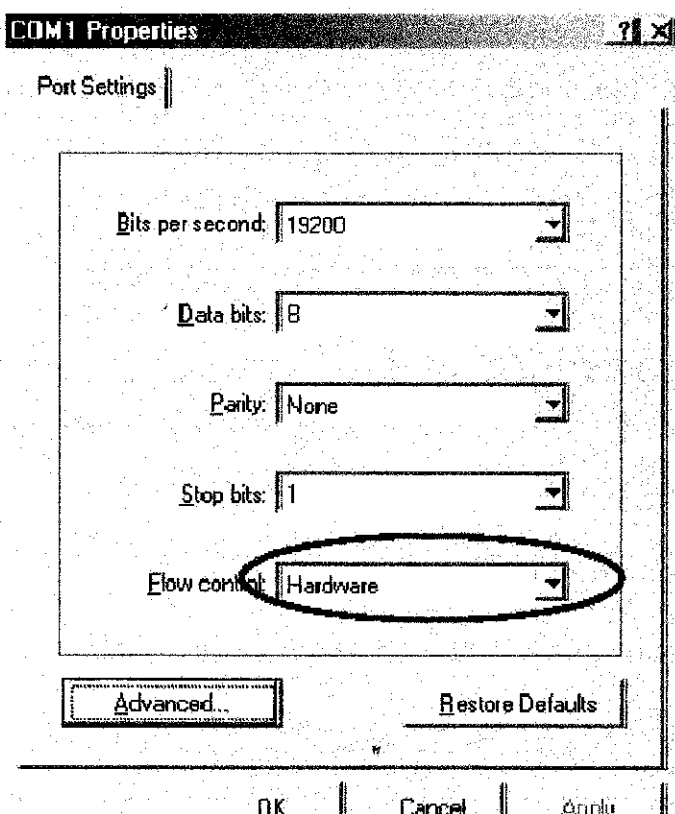 COM1 Properties
Port Settings
Bits per second: 19200
Data bits: 8
Parity: None
Stop bits: 1
Flow control: Hardware
Advanced...
Restore Defaults
OK Cancel Apply